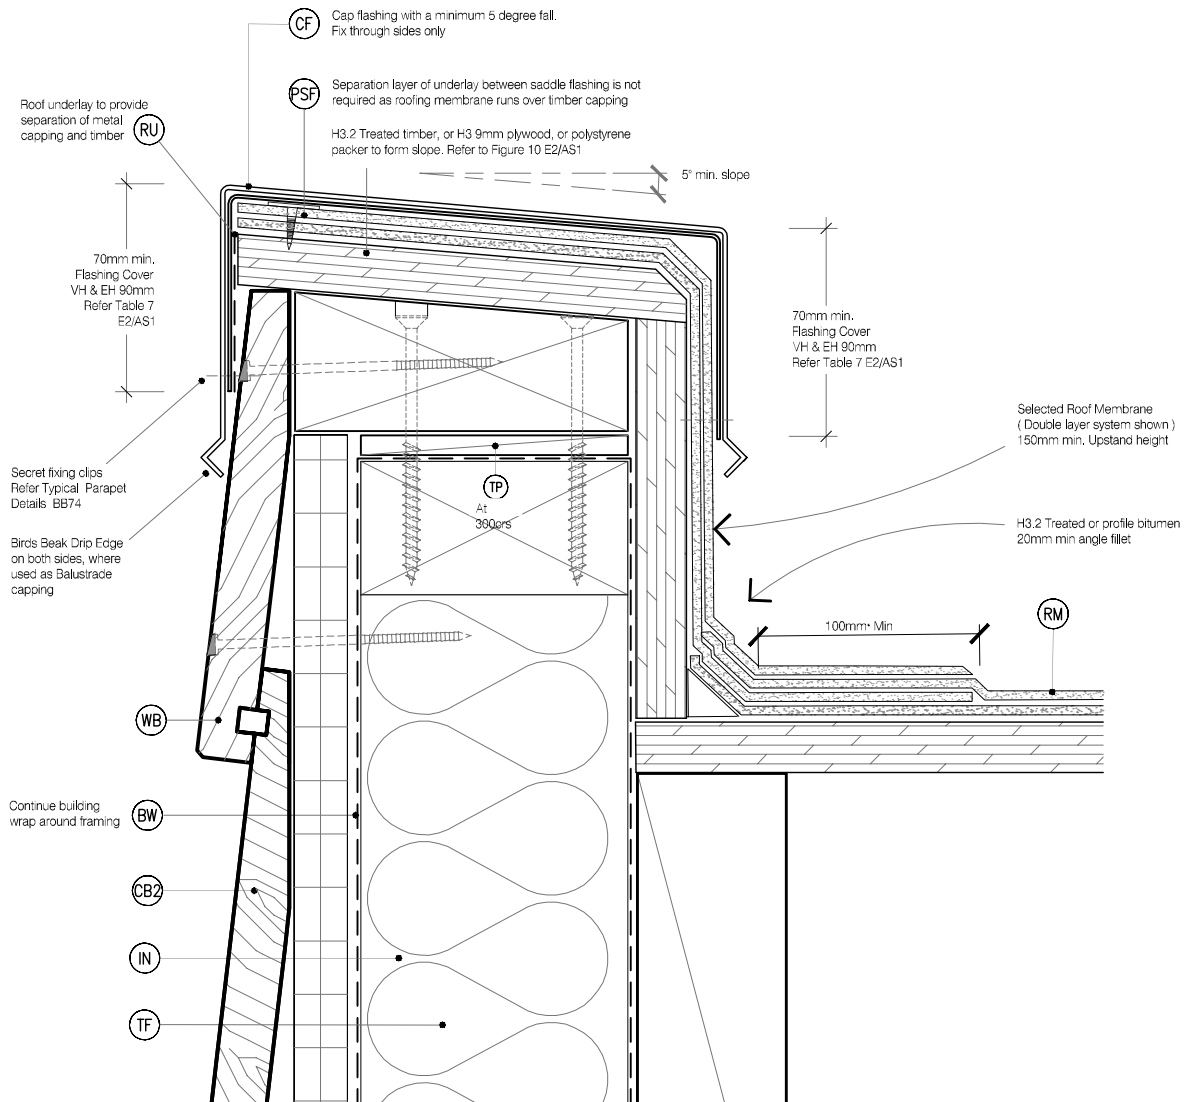 CF
Cap flashing with a minimum 5 degree fall.
Fix through sides only
PSF
Separation layer of underlay between saddle flashing is not
required as roofing membrane runs over timber capping
Roof underlay to provide
separation of metal
capping and timber
RU
H3.2 Treated timber, or H3 9mm plywood, or polystyrene
packer to form slope. Refer to Figure 10 E2/AS1
5° min. slope
70mm min.
Flashing Cover
VH & EH 90mm
Refer Table 7
E2/AS1
70mm min.
Flashing Cover
VH & EH 90mm
Refer Table 7 E2/AS1
Selected Roof Membrane
( Double layer system shown )
150mm min. Upstand height
Secret fixing clips
Refer Typical Parapet
Details BB74
TP
At
300crs
H3.2 Treated or profile bitumen
20mm min angle fillet
Birds Beak Drip Edge
on both sides, where
used as Balustrade
capping
100mm* Min
RM
WB
Continue building
wrap around framing
BW
CB2
IN
TF